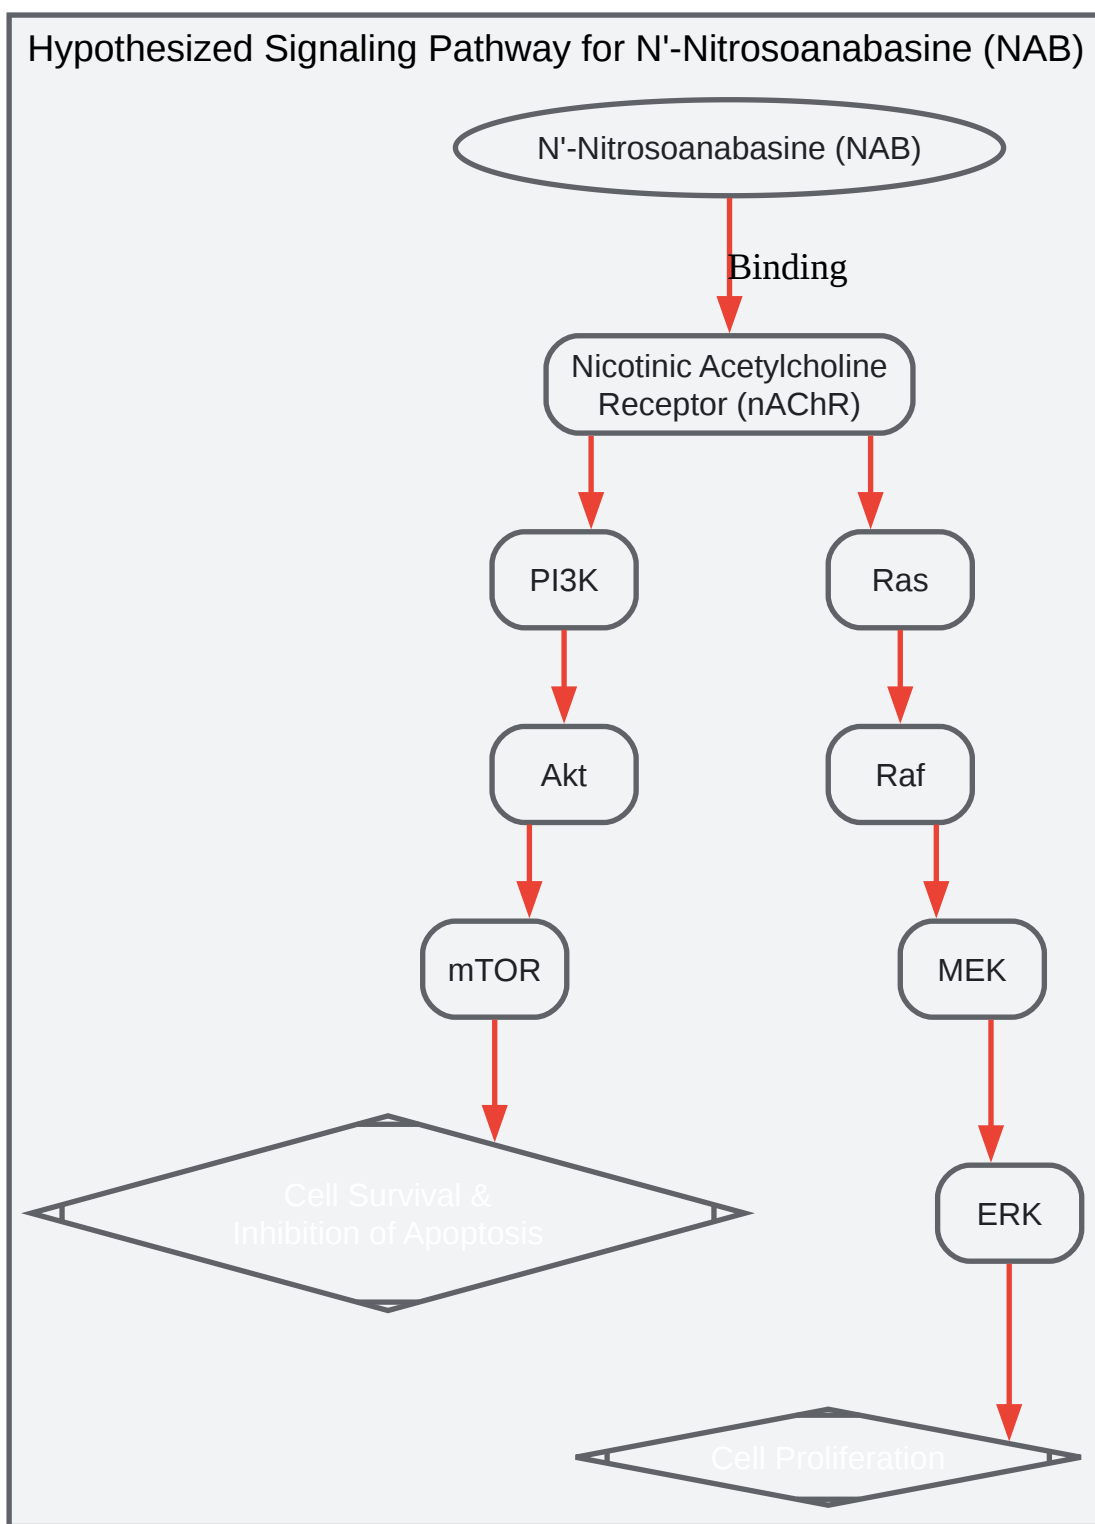 Hypothesized Signaling Pathway for N'-Nitrosoanabasine (NAB)
N'-Nitrosoanabasine (NAB)
Binding
Nicotinic Acetylcholine
Receptor (nAChR)
PI3K
Ras
Akt
Raf
mTOR
MEK
Cell Survival &
Inhibition of Apoptosis
ERK
Cell Proliferation